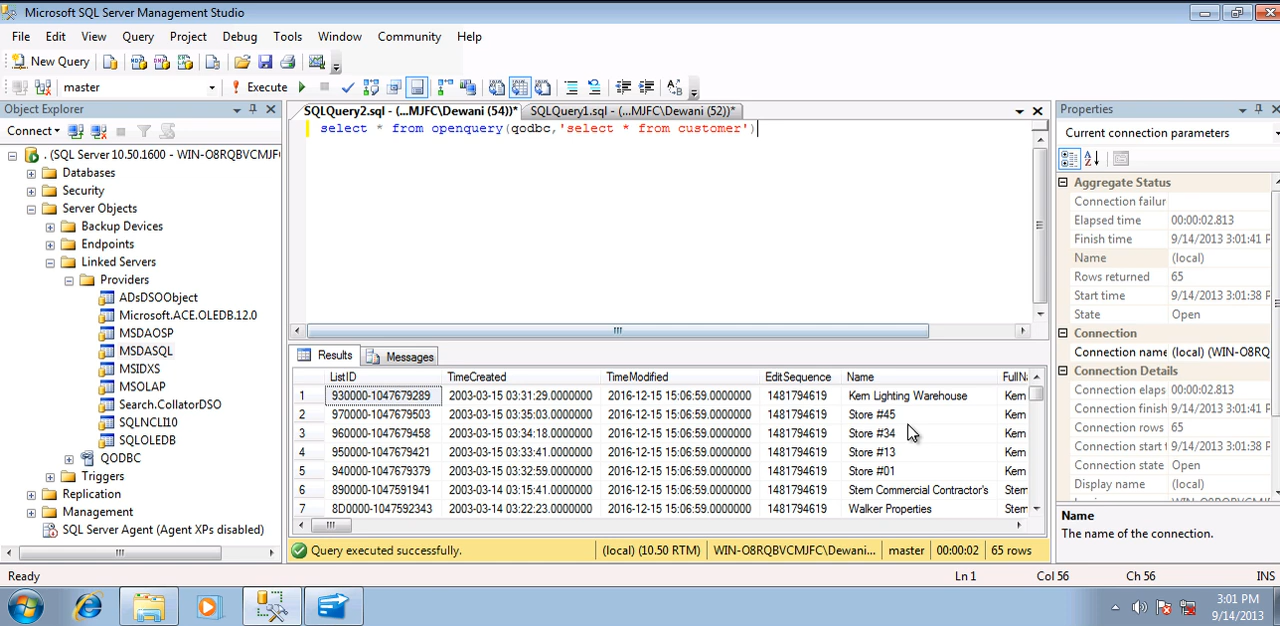 Microsoft SQL Server Management Studio
File Edit View Query Project Debug Tools Window Community Help
New Query
master Execute
Object Explorer
Connect
. (SQL Server 10.50.1600 - WIN-O8RQBVCMJF
Databases
Security
Server Objects
Backup Devices
Endpoints
Linked Servers
Providers
ADsDSOObject
Microsoft.ACE.OLEDB.12.0
MSDAOSP
MSDASQL
MSIDXS
MSOLAP
Search.CollatorDSO
SQLNCLI10
SQLOLEDB
QODBC
Triggers
Replication
Management
SQL Server Agent (Agent XPs disabled)
SQLQuery2.sql - (...MJFC\Dewani (54))* SQLQuery1.sql - (...MJFC\Dewani (52))*
select * from openquery(qodbc,'select * from customer')
Results Messages
ListID TimeCreated TimeModified EditSequence Name FullNa
1 930000-1047679289 2003-03-15 03:31:29.0000000 2016-12-15 15:06:59.0000000 1481794619 Kern Lighting Warehouse Kern
2 970000-1047679503 2003-03-15 03:35:03.0000000 2016-12-15 15:06:59.0000000 1481794619 Store #45 Kern
3 960000-1047679458 2003-03-15 03:34:18.0000000 2016-12-15 15:06:59.0000000 1481794619 Store #34 Kern
4 950000-1047679421 2003-03-15 03:33:41.0000000 2016-12-15 15:06:59.0000000 1481794619 Store #13 Kern
5 940000-1047679379 2003-03-15 03:32:59.0000000 2016-12-15 15:06:59.0000000 1481794619 Store #01 Kern
6 890000-1047591941 2003-03-14 03:15:41.0000000 2016-12-15 15:06:59.0000000 1481794619 Stern Commercial Contractor's Stern
7 8D0000-1047592343 2003-03-14 03:22:23.0000000 2016-12-15 15:06:59.0000000 1481794619 Walker Properties
Query executed successfully. (local) (10.50 RTM) WIN-O8RQBVCMJFC\Dewani... master 00:00:02 65 rows
Properties
Current connection parameters
Aggregate Status
Connection failur
Elapsed time 00:00:02.813
Finish time 9/14/2013 3:01:41 P
Name (local)
Rows returned 65
Start time 9/14/2013 3:01:38 P
State Open
Connection
Connection name (local) (WIN-O8RQ
Connection Details
Connection elaps 00:00:02.813
Connection finish 9/14/2013 3:01:41 P
Connection rows 65
Connection start t 9/14/2013 3:01:38 P
Connection state Open
Display name (local)
Name
The name of the connection.
Ready Ln 1 Col 56 Ch 56 INS
3:01 PM
9/14/2013